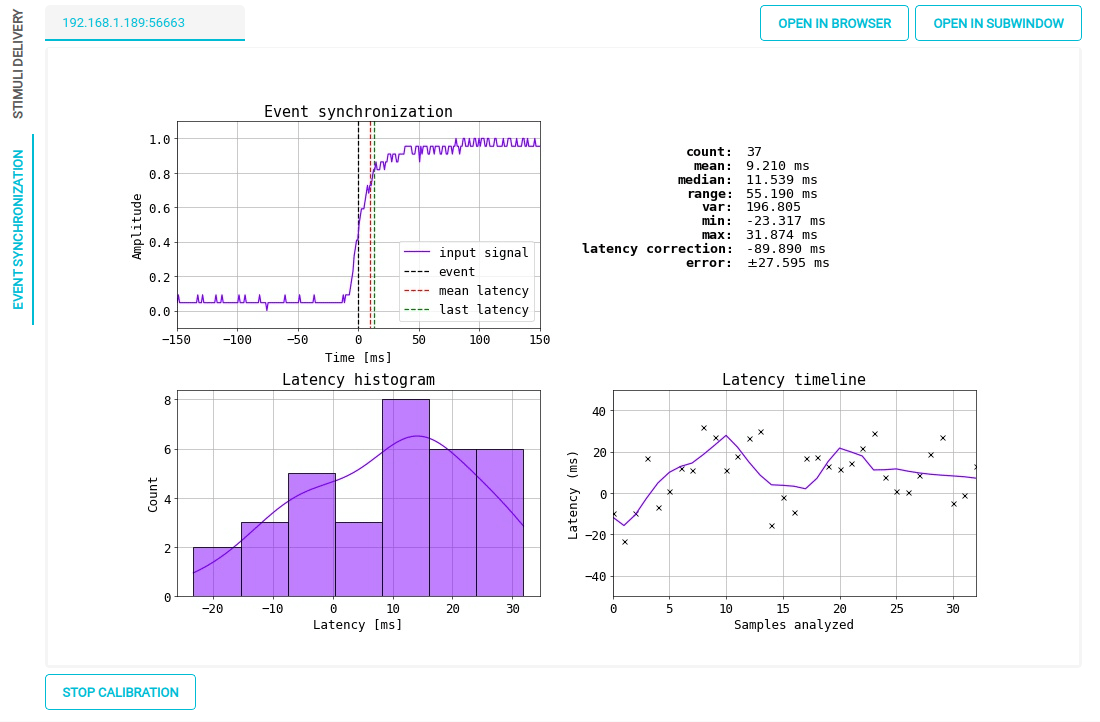 STIMULI DELIVERY
EVENT SYNCHRONIZATION
192.168.1.189:56663
OPEN IN BROWSER
OPEN IN SUBWINDOW
Event synchronization
Amplitude
1.0
0.8
0.6
0.4
0.2
0.0
input signal
event
mean latency
last latency
−150 −100 −50 0 50 100 150
Time [ms]
count: 37
mean: 9.210 ms
median: 11.539 ms
range: 55.190 ms
var: 196.805
min: -23.317 ms
max: 31.874 ms
latency correction: -89.890 ms
error: ±27.595 ms
Latency histogram
Count
8
6
4
2
0
−20 −10 0 10 20 30
Latency [ms]
Latency timeline
Latency (ms)
40
20
0
−20
−40
0 5 10 15 20 25 30
Samples analyzed
STOP CALIBRATION